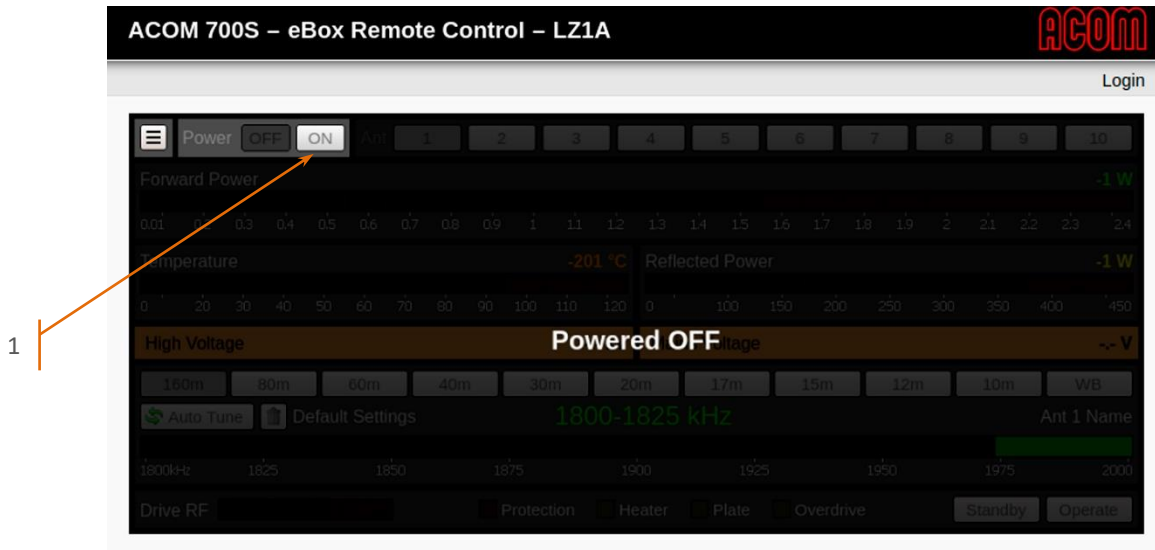 ACOM 700S – eBox Remote Control – LZ1A ACOM
Login
Power OFF ON Ant 1 2 3 4 5 6 7 8 9 10
Forward Power -1 W
0.01 0.2 0.3 0.4 0.5 0.6 0.7 0.8 0.9 1 1.1 1.2 1.3 1.4 1.5 1.6 1.7 1.8 1.9 2 2.1 2.2 2.3 2.4
Temperature -201 °C Reflected Power -1 W
0 20 30 40 50 60 70 80 90 100 110 120 0 100 150 200 250 300 350 400 450
1
High Voltage Powered OFF Voltage -.- V
160m 80m 60m 40m 30m 20m 17m 15m 12m 10m WB
Auto Tune Default Settings 1800-1825 kHz Ant 1 Name
1800kHz 1825 1850 1875 1900 1925 1950 1975 2000
Drive RF Protection Heater Plate Overdrive Standby Operate